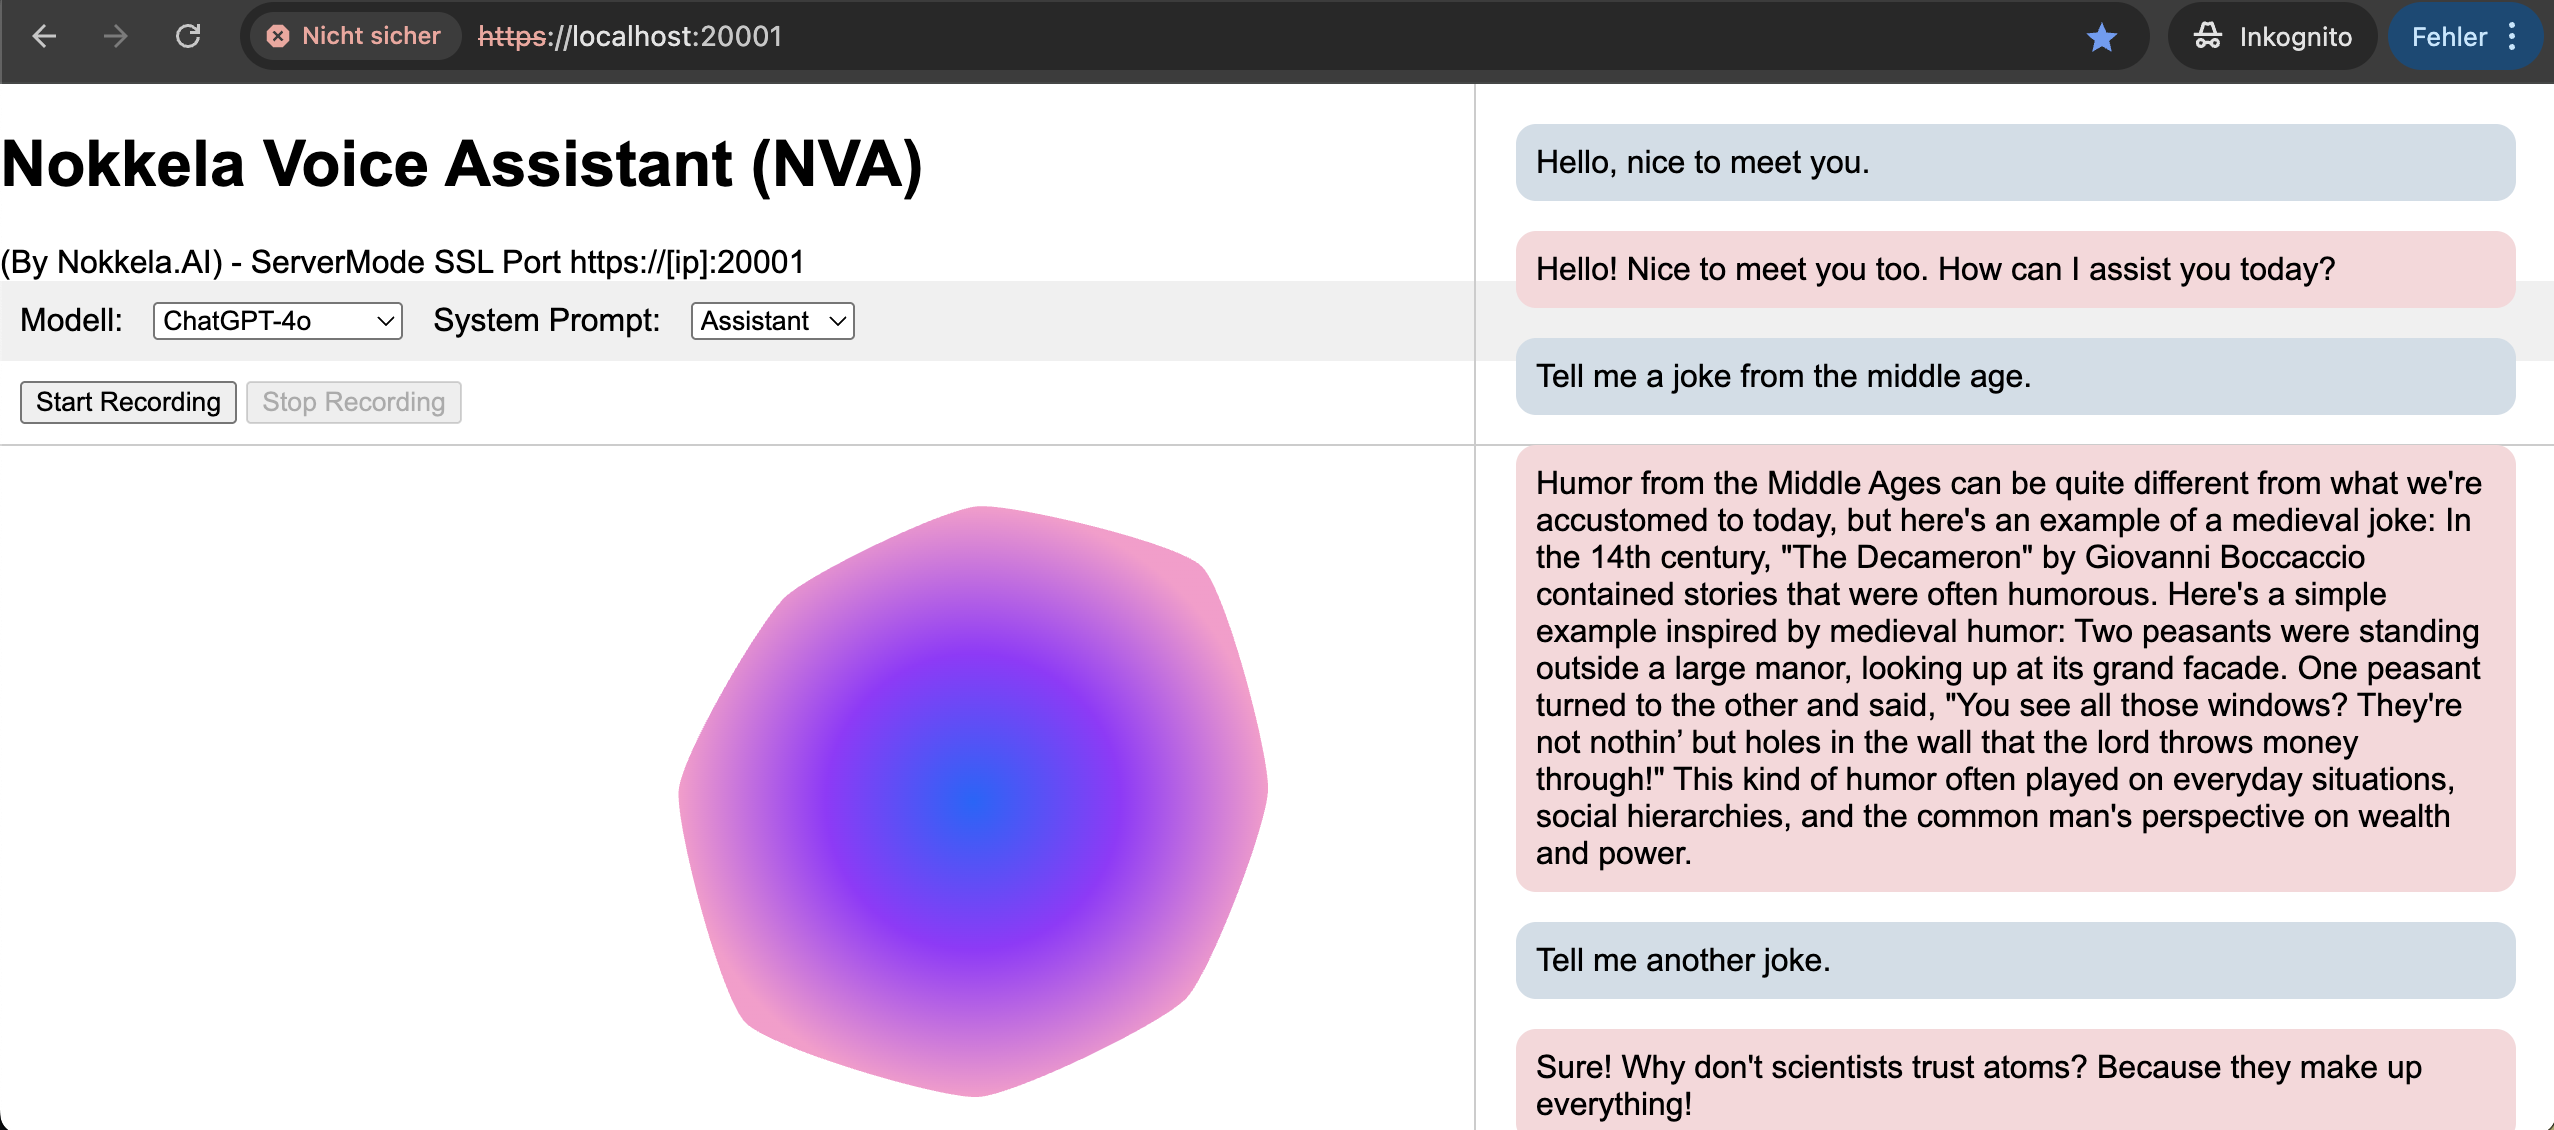 Nicht sicher https://localhost:20001 Inkognito Fehler
Nokkela Voice Assistant (NVA)
(By Nokkela.AI) - ServerMode SSL Port https://[ip]:20001
Modell: ChatGPT-4o System Prompt: Assistant
Start Recording Stop Recording
Hello, nice to meet you.
Hello! Nice to meet you too. How can I assist you today?
Tell me a joke from the middle age.
Humor from the Middle Ages can be quite different from what we're
accustomed to today, but here's an example of a medieval joke: In
the 14th century, "The Decameron" by Giovanni Boccaccio
contained stories that were often humorous. Here's a simple
example inspired by medieval humor: Two peasants were standing
outside a large manor, looking up at its grand facade. One peasant
turned to the other and said, "You see all those windows? They're
not nothin’ but holes in the wall that the lord throws money
through!" This kind of humor often played on everyday situations,
social hierarchies, and the common man's perspective on wealth
and power.
Tell me another joke.
Sure! Why don't scientists trust atoms? Because they make up
everything!